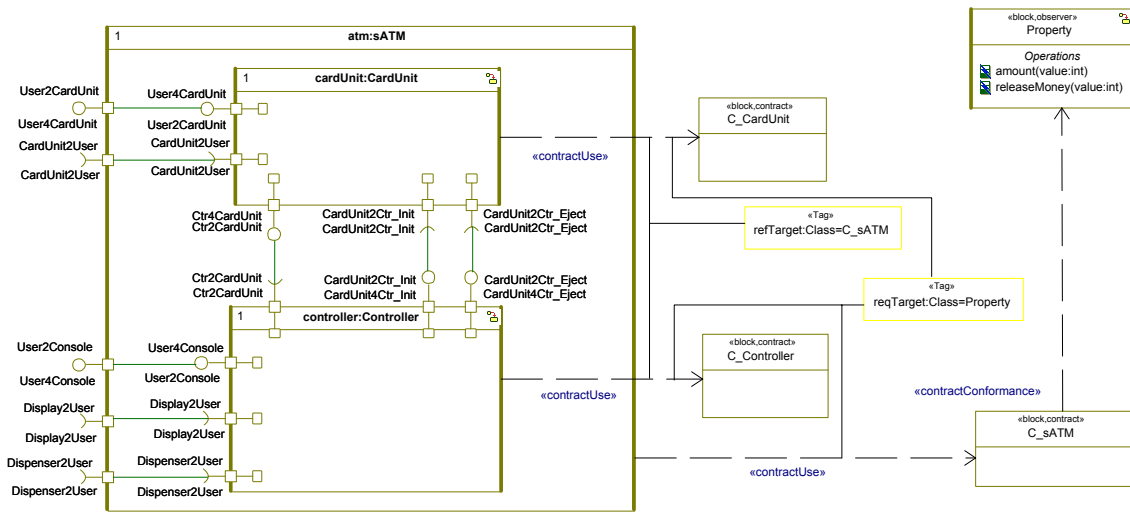 1
atm:sATM
«block,observer»
Property
Operations
amount(value:int)
releaseMoney(value:int)
1
cardUnit:CardUnit
User2CardUnit
User4CardUnit
User4CardUnit
User2CardUnit
CardUnit2User
CardUnit2User
CardUnit2User
CardUnit2User
«block,contract»
C_CardUnit
«contractUse»
Ctr4CardUnit
Ctr2CardUnit
CardUnit2Ctr_Init
CardUnit2Ctr_Init
CardUnit2Ctr_Eject
CardUnit2Ctr_Eject
«Tag»
refTarget:Class=C_sATM
Ctr2CardUnit
Ctr2CardUnit
CardUnit2Ctr_Init
CardUnit4Ctr_Init
CardUnit2Ctr_Eject
CardUnit4Ctr_Eject
«Tag»
reqTarget:Class=Property
1
controller:Controller
User2Console
User4Console
User4Console
User2Console
«block,contract»
C_Controller
«contractUse»
Display2User
Display2User
Display2User
Display2User
«contractConformance»
«block,contract»
C_sATM
Dispenser2User
Dispenser2User
Dispenser2User
Dispenser2User
«contractUse»